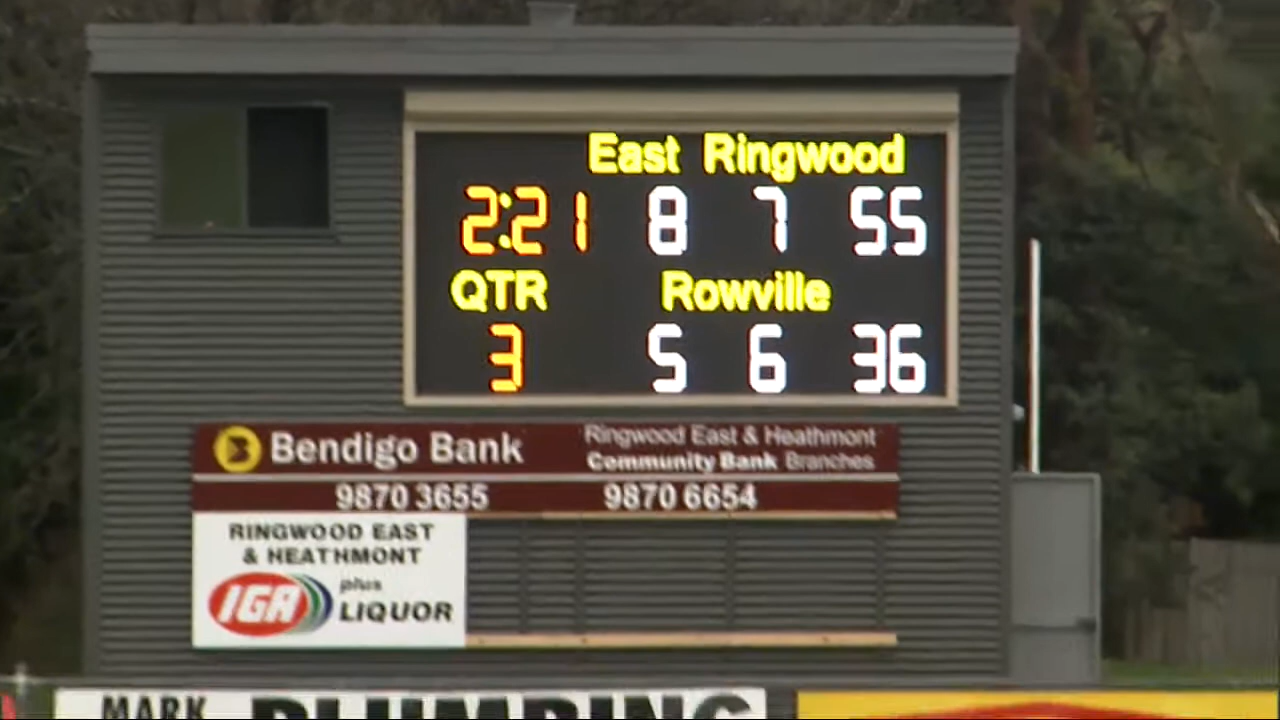 East Ringwood
2:21 8 7 55
QTR Rowville
3 5 6 36
Bendigo Bank
Ringwood East & Heathmont
Community Bank Branches
9870 3655 9870 6654
RINGWOOD EAST
& HEATHMONT
IGA plus
LIQUOR
MARK PLUMBING